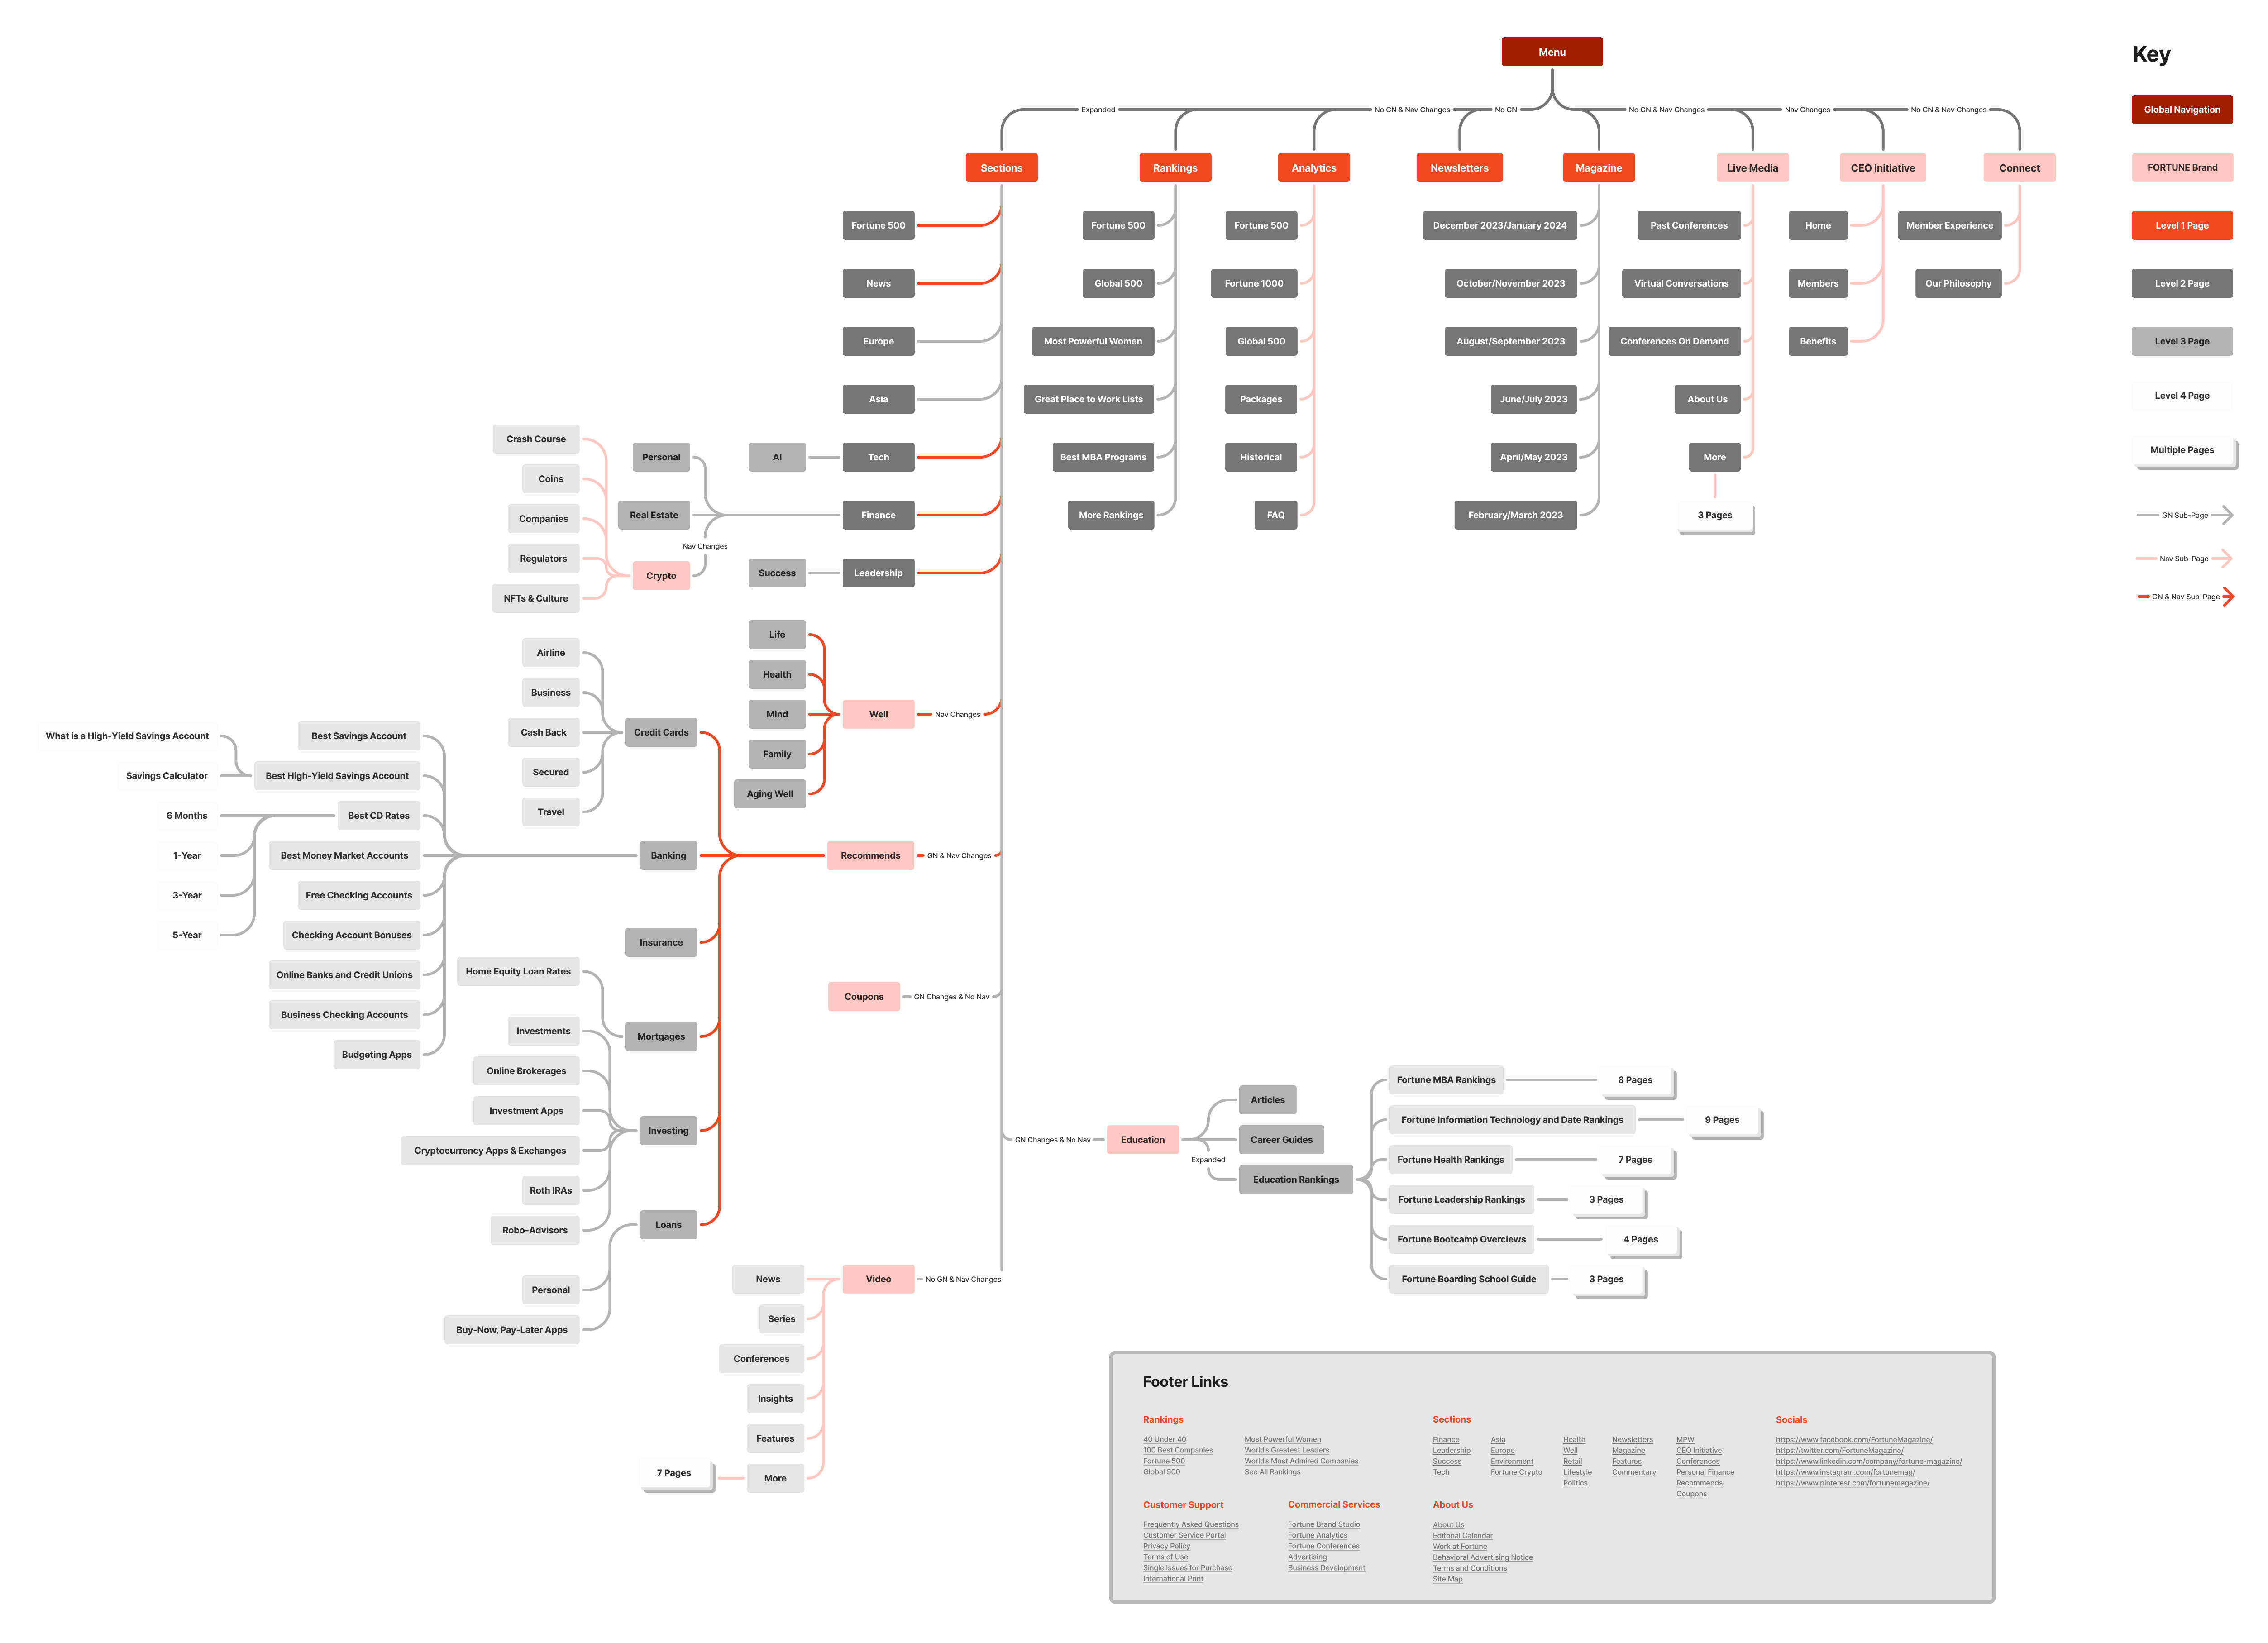 Menu
Key
Expanded
No GN & Nav Changes
No GN
No GN & Nav Changes
Nav Changes
No GN & Nav Changes
Global Navigation
Sections
Rankings
Analytics
Newsletters
Magazine
Live Media
CEO Initiative
Connect
FORTUNE Brand
Fortune 500
Fortune 500
Fortune 500
December 2023/January 2024
Past Conferences
Home
Member Experience
Level 1 Page
News
Global 500
Fortune 1000
October/November 2023
Virtual Conversations
Members
Our Philosophy
Level 2 Page
Europe
Most Powerful Women
Global 500
August/September 2023
Conferences On Demand
Benefits
Level 3 Page
Asia
Great Place to Work Lists
Packages
June/July 2023
About Us
Level 4 Page
Crash Course
Personal
AI
Tech
Best MBA Programs
Historical
April/May 2023
More
Multiple Pages
Coins
Companies
Real Estate
Finance
More Rankings
FAQ
February/March 2023
3 Pages
GN Sub-Page
Nav Changes
Regulators
Nav Sub-Page
Crypto
Success
Leadership
NFTs & Culture
GN & Nav Sub-Page
Life
Airline
Health
Business
Mind
Well
Nav Changes
What is a High-Yield Savings Account
Best Savings Account
Cash Back
Credit Cards
Family
Savings Calculator
Best High-Yield Savings Account
Secured
Aging Well
6 Months
Best CD Rates
Travel
1-Year
Best Money Market Accounts
Banking
Recommends
GN & Nav Changes
3-Year
Free Checking Accounts
5-Year
Checking Account Bonuses
Insurance
Online Banks and Credit Unions
Home Equity Loan Rates
Coupons
GN Changes & No Nav
Business Checking Accounts
Investments
Mortgages
Budgeting Apps
Online Brokerages
Fortune MBA Rankings
8 Pages
Investment Apps
Articles
Fortune Information Technology and Date Rankings
9 Pages
Investing
GN Changes & No Nav
Education
Career Guides
Cryptocurrency Apps & Exchanges
Expanded
Fortune Health Rankings
7 Pages
Roth IRAs
Education Rankings
Fortune Leadership Rankings
3 Pages
Robo-Advisors
Loans
Fortune Bootcamp Overciews
4 Pages
Personal
News
Video
No GN & Nav Changes
Fortune Boarding School Guide
3 Pages
Buy-Now, Pay-Later Apps
Series
Conferences
Insights
Features
7 Pages
More
Footer Links
Rankings
40 Under 40
100 Best Companies
Fortune 500
Global 500
Most Powerful Women
World's Greatest Leaders
World's Most Admired Companies
See All Rankings
Sections
Finance
Leadership
Success
Tech
Asia
Europe
Environment
Fortune Crypto
Health
Well
Retail
Lifestyle
Politics
Newsletters
Magazine
Features
Commentary
MPW
CEO Initiative
Conferences
Personal Finance
Recommends
Coupons
Socials
https://www.facebook.com/FortuneMagazine/
https://twitter.com/FortuneMagazine/
https://www.linkedin.com/company/fortune-magazine/
https://www.instagram.com/fortunemag/
https://www.pinterest.com/fortunemagazine/
Customer Support
Frequently Asked Questions
Customer Service Portal
Privacy Policy
Terms of Use
Single Issues for Purchase
International Print
Commercial Services
Fortune Brand Studio
Fortune Analytics
Fortune Conferences
Advertising
Business Development
About Us
About Us
Editorial Calendar
Work at Fortune
Behavioral Advertising Notice
Terms and Conditions
Site Map